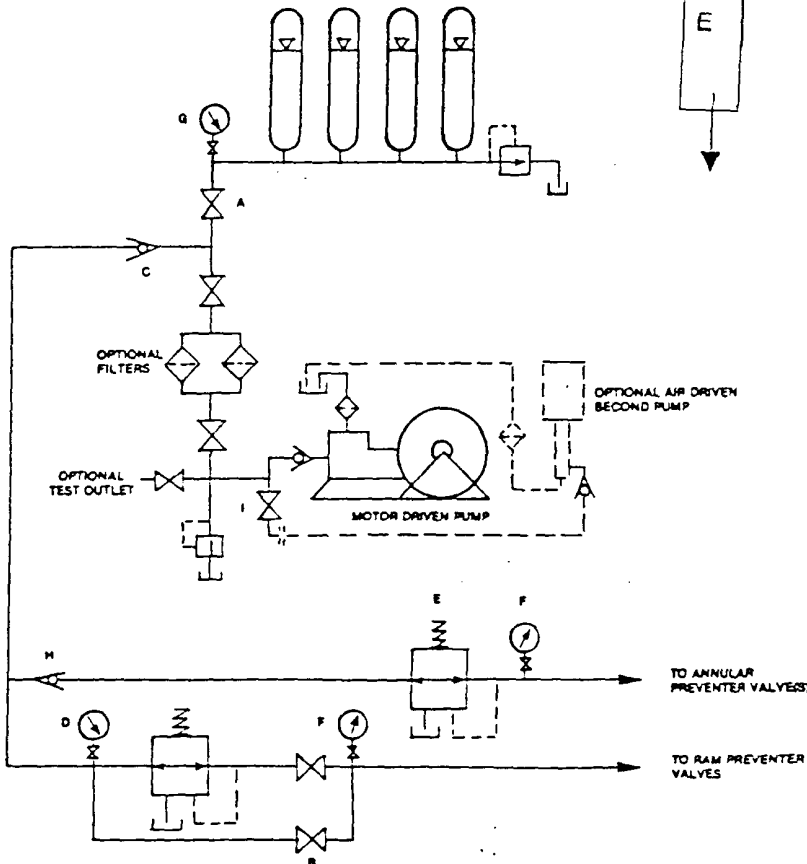 E
G
A
C
OPTIONAL
FILTERS
OPTIONAL AIR DRIVEN
SECOND PUMP
OPTIONAL
TEST OUTLET
I
MOTOR DRIVEN PUMP
E
F
H
TO ANNULAR
PREVENTER VALVE(S)
D
F
TO RAM PREVENTER
VALVES
B